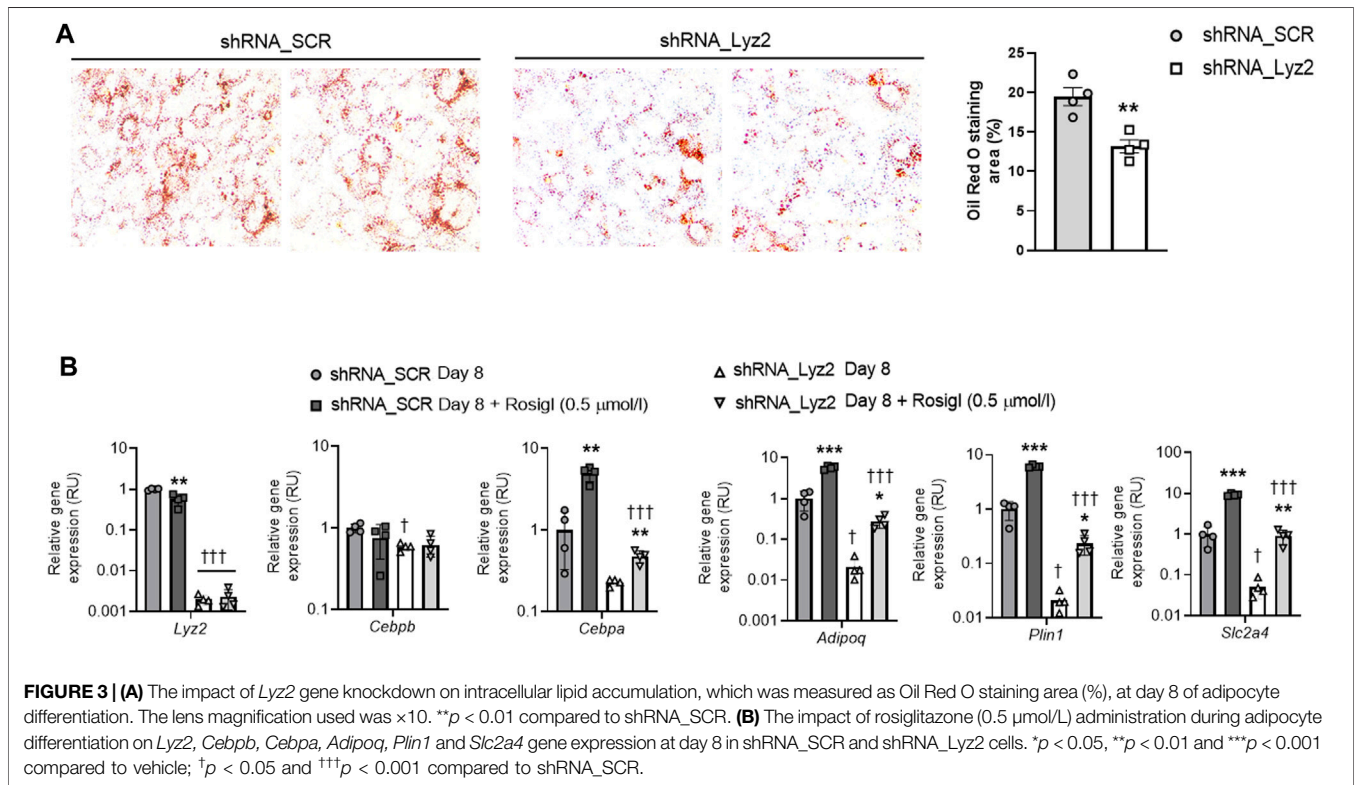 A
shRNA_SCR
shRNA_Lyz2
shRNA_SCR
shRNA_Lyz2
Oil Red O staining
area (%)
25
20
15
15
5
0
**
B
shRNA_SCR Day 8
shRNA_SCR Day 8 + Rosigl (0.5 μmol/l)
shRNA_Lyz2 Day 8
shRNA_Lyz2 Day 8 + Rosigl (0.5 μmol/l)
Relative gene
expression (RU)
10
1
0.1
0.01
0.001
**
†††
Lyz2
Relative gene
expression (RU)
10
1
0.1
†
Cebpb
Relative gene
expression (RU)
10
1
0.1
**
†††
**
Cebpa
Relative gene
expression (RU)
10
1
0.1
0.01
0.001
***
†
†††
*
Adipoq
Relative gene
expression (RU)
10
1
0.1
0.01
***
†
†††
*
Plin1
Relative gene
expression (RU)
100
10
1
0.1
0.01
***
†
†††
**
Slc2a4
FIGURE 3 | (A) The impact of Lyz2 gene knockdown on intracellular lipid accumulation, which was measured as Oil Red O staining area (%), at day 8 of adipocyte
differentiation. The lens magnification used was ×10. **p < 0.01 compared to shRNA_SCR. (B) The impact of rosiglitazone (0.5 μmol/L) administration during adipocyte
differentiation on Lyz2, Cebpb, Cebpa, Adipoq, Plin1 and Slc2a4 gene expression at day 8 in shRNA_SCR and shRNA_Lyz2 cells. *p < 0.05, **p < 0.01 and ***p < 0.001
compared to vehicle; †p < 0.05 and †††p < 0.001 compared to shRNA_SCR.